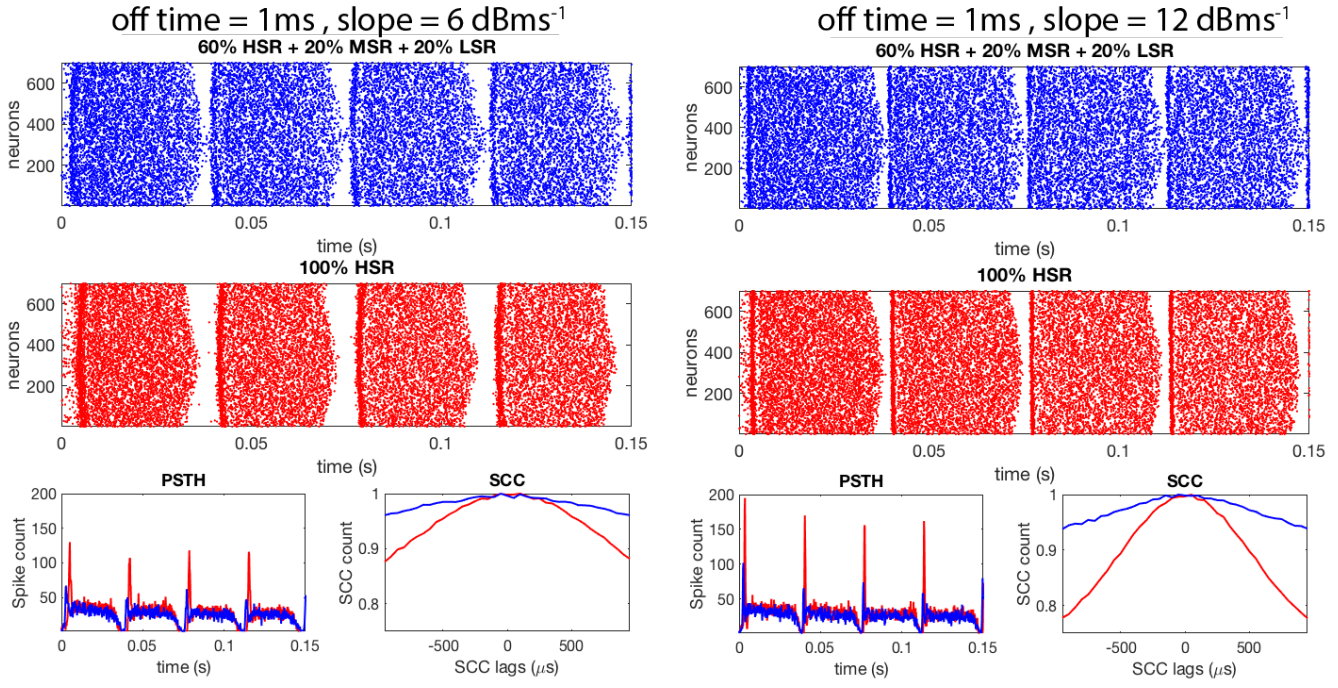 off time = 1ms , slope = 6 dBms⁻¹
60% HSR + 20% MSR + 20% LSR
neurons
600
400
200
0
0.05
0.1
0.15
time (s)
100% HSR
neurons
600
400
200
0
0.05
0.1
0.15
time (s)
PSTH
Spike count
200
150
100
50
0
0.05
0.1
0.15
time (s)
SCC
SCC count
1
0.9
0.8
-500
0
500
SCC lags (μs)
off time = 1ms , slope = 12 dBms⁻¹
60% HSR + 20% MSR + 20% LSR
neurons
600
400
200
0
0.05
0.1
0.15
time (s)
100% HSR
neurons
600
400
200
0
0.05
0.1
0.15
time (s)
PSTH
Spike count
200
150
100
50
0
0.05
0.1
0.15
time (s)
SCC
SCC count
1
0.9
0.8
-500
0
500
SCC lags (μs)